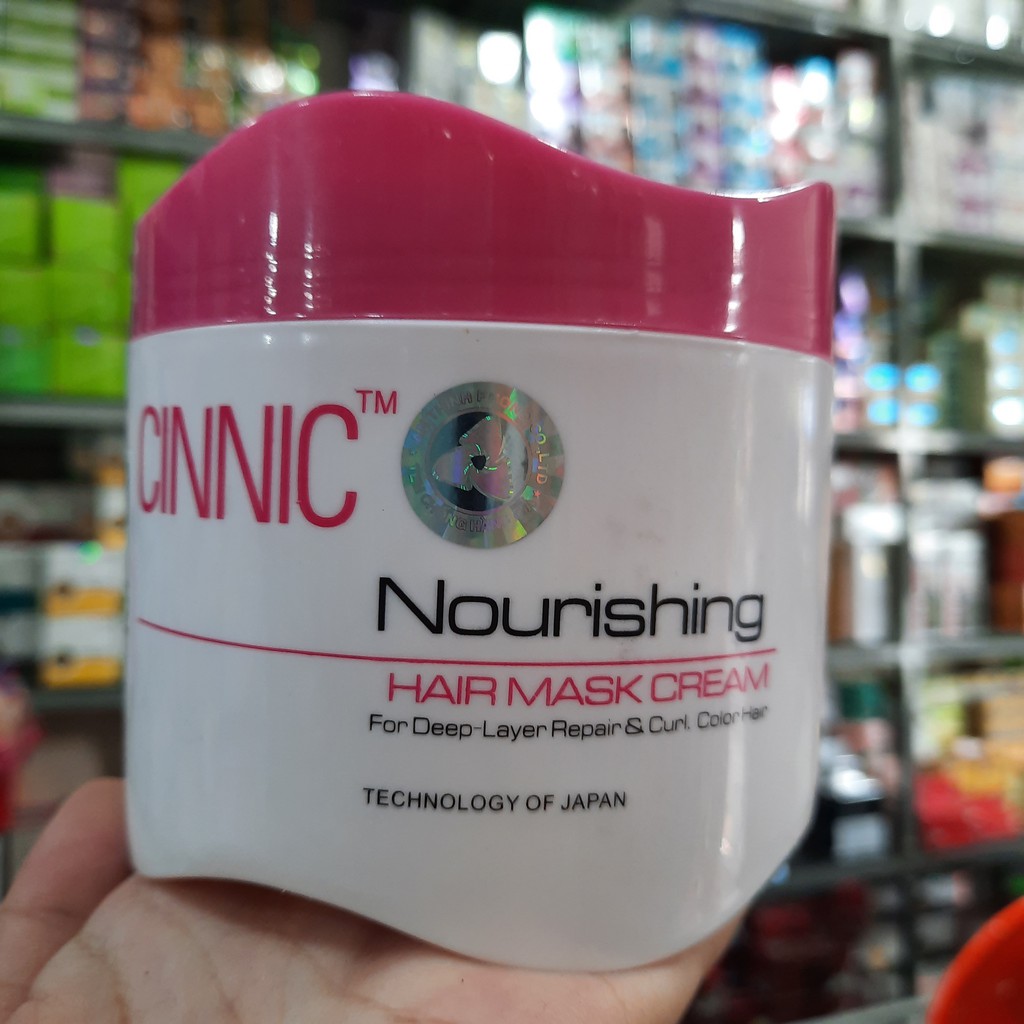 CINNIC™
Nourishing
HAIR MASK CREAM
For Deep-Layer Repair & Curl. Color Hair
TECHNOLOGY OF JAPAN